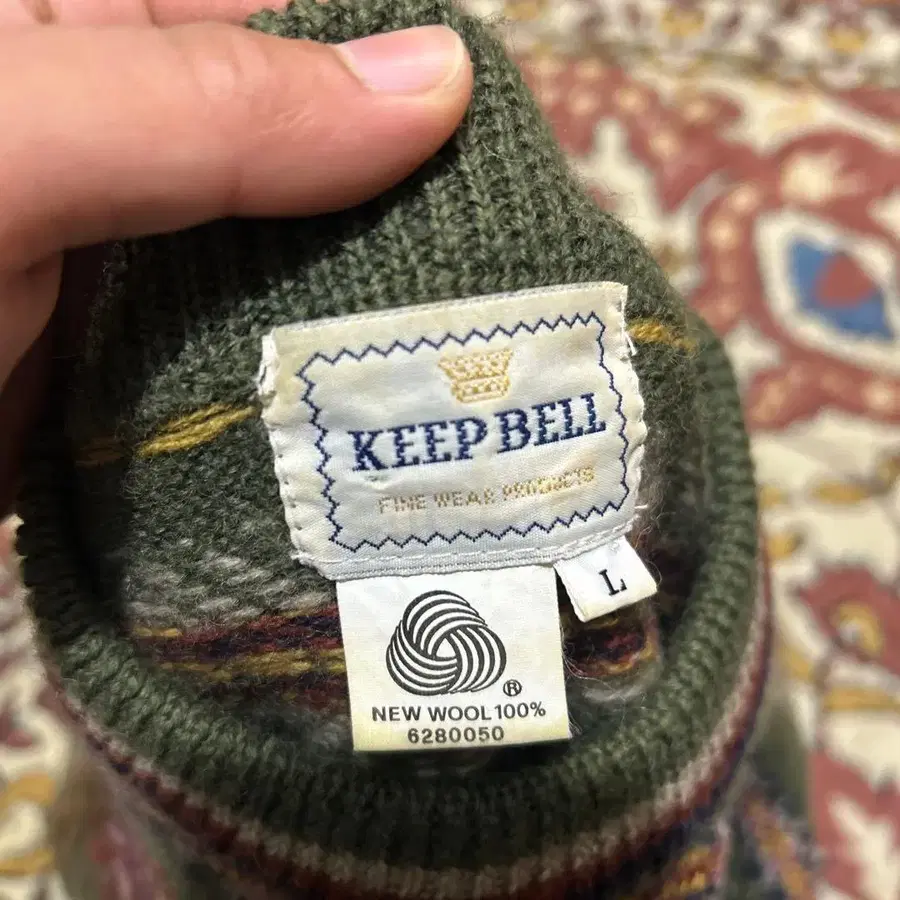 KEEP BELL
FINE WEAR PRODUCTS
L
®
NEW WOOL 100%
6280050